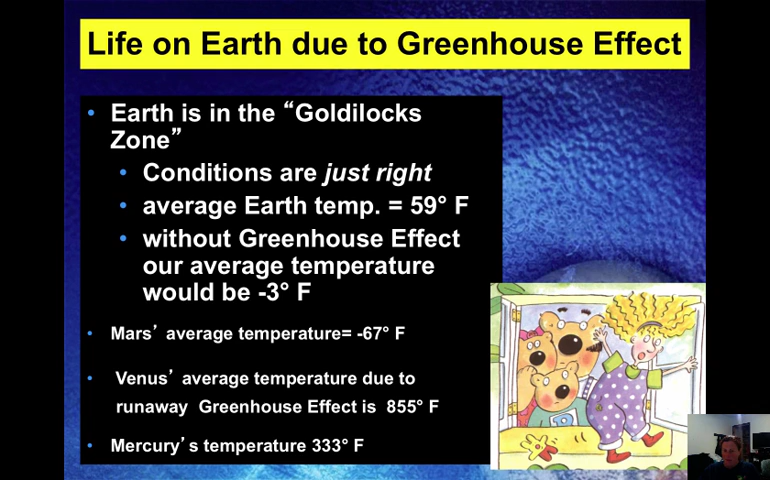 Life on Earth due to Greenhouse Effect
• Earth is in the “Goldilocks
Zone”
• Conditions are just right
• average Earth temp. = 59° F
• without Greenhouse Effect
our average temperature
would be -3° F
• Mars’ average temperature= -67° F
• Venus’ average temperature due to
runaway Greenhouse Effect is 855° F
• Mercury’s temperature 333° F